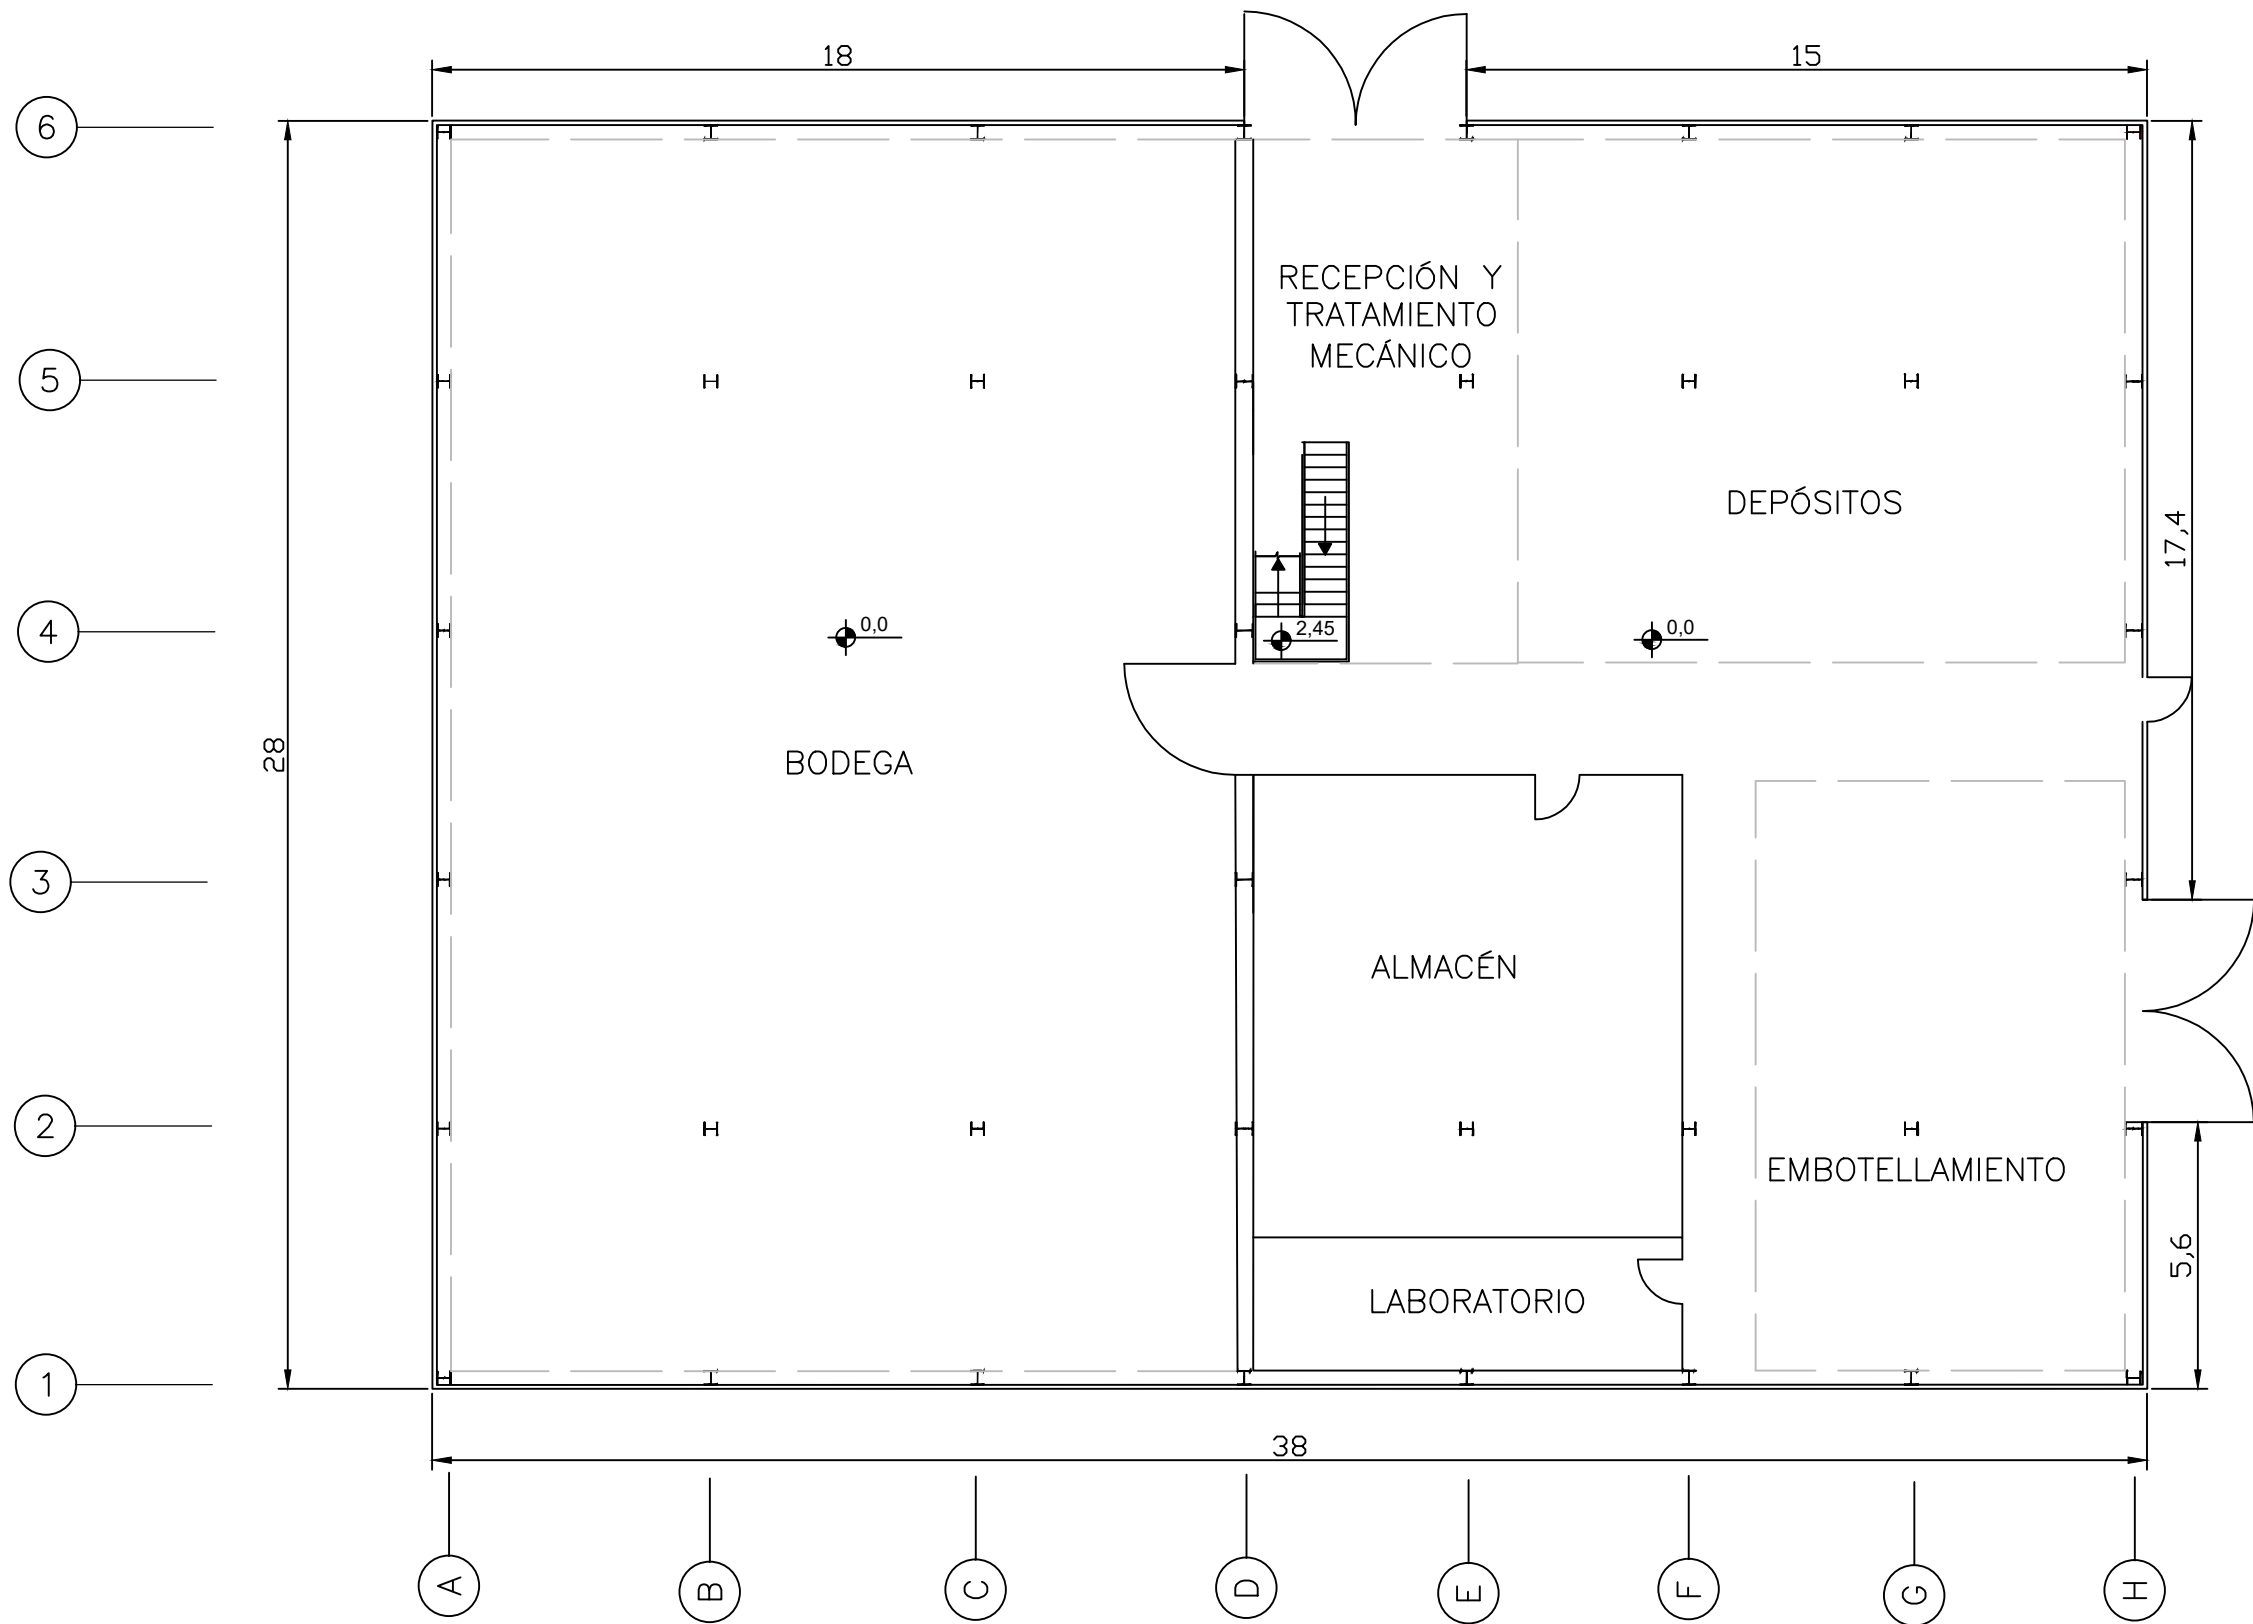 18
15
6
RECEPCIÓN Y
TRATAMIENTO
MECÁNICO
5
DEPÓSITOS
17,4
4
0,0
2,45
0,0
28
BODEGA
3
ALMACÉN
2
EMBOTELLAMIENTO
5,6
LABORATORIO
1
38
A
B
C
D
E
F
G
H